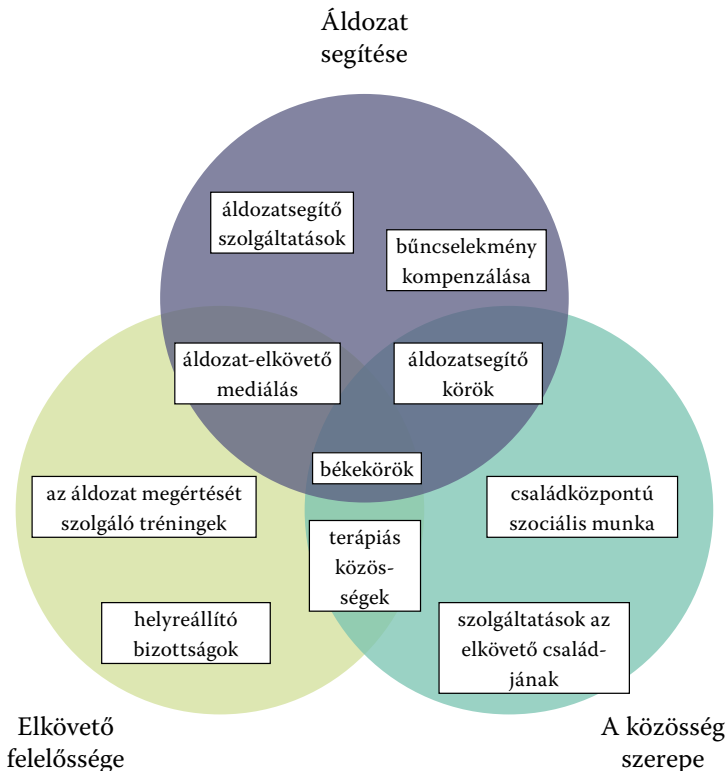 Áldozat
segítése
áldozatsegítő
szolgáltatások
bűncselekmény
kompenzálása
áldozat-elkövető
mediálás
áldozatsegítő
körök
békekörök
az áldozat megértését
szolgáló tréningek
családközpontú
szociális munka
terápiás
közös-
ségek
helyreállító
bizottságok
szolgáltatások az
elkövető család-
jának
Elkövető
felelőssége
A közösség
szerepe